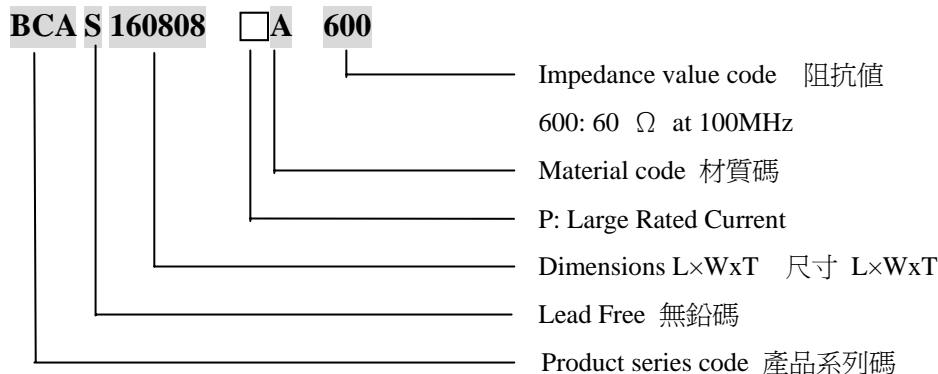 BCA S 160808 □A 600
Impedance value code 阻抗値
600: 60 Ω at 100MHz
Material code 材質碼
P: Large Rated Current
Dimensions L×WxT 尺寸 L×WxT
Lead Free 無鉛碼
Product series code 產品系列碼